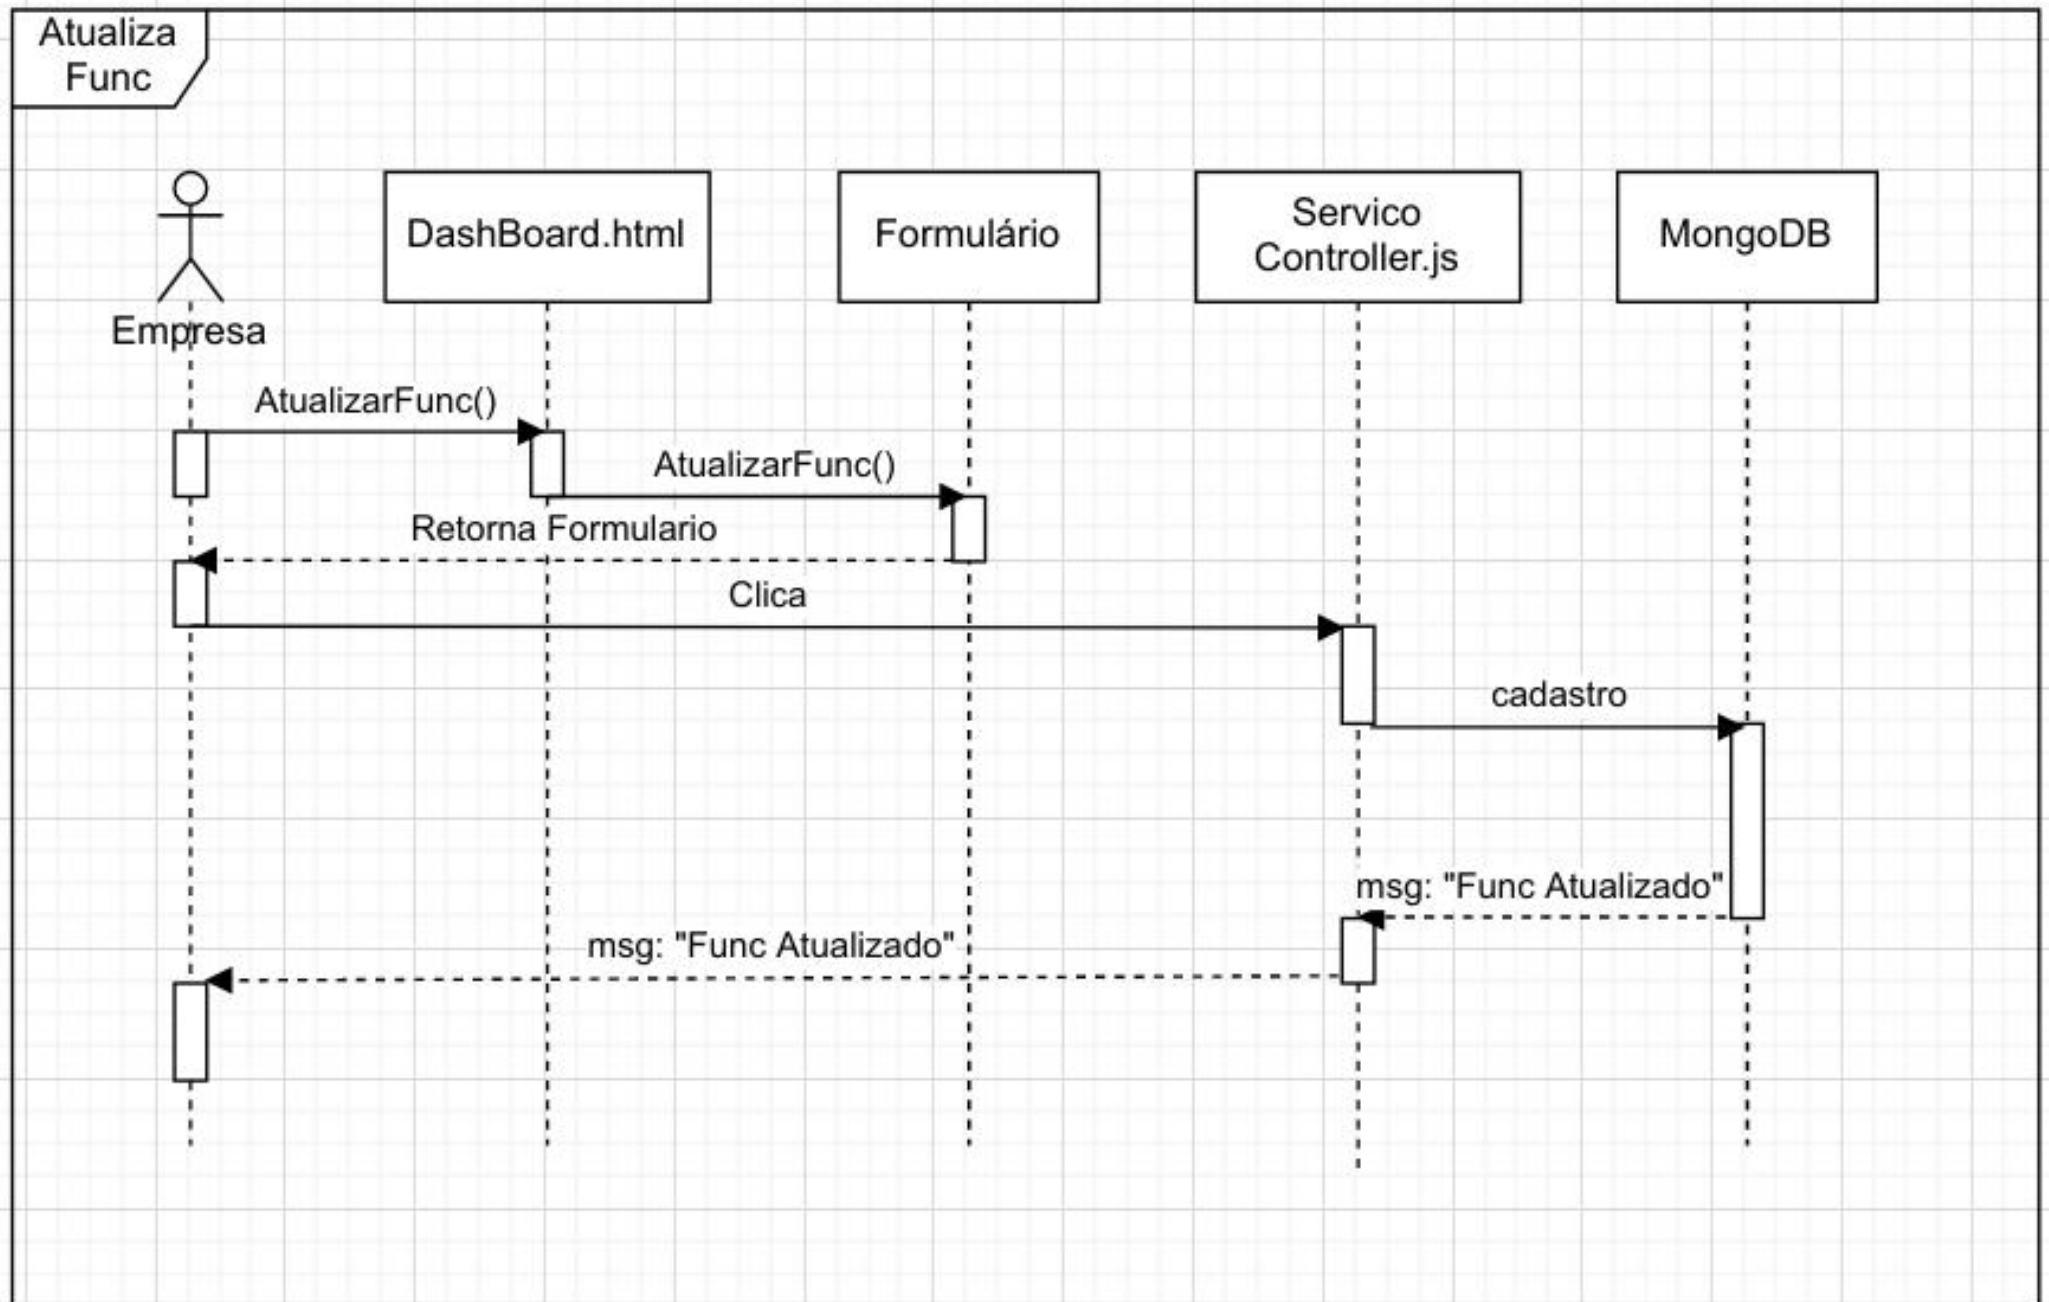 Atualiza
Func
DashBoard.html
Formulário
Servico
Controller.js
MongoDB
Empresa
AtualizarFunc()
AtualizarFunc()
Retorna Formulario
Clica
cadastro
msg: "Func Atualizado"
msg: "Func Atualizado"